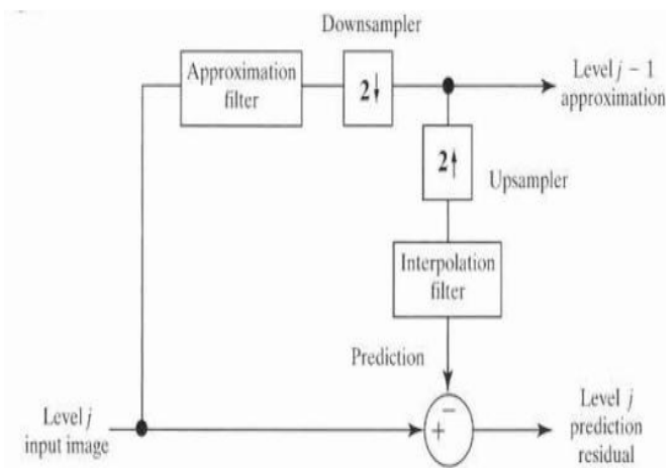 Downsampler
Approximation
filter
2↓
Level j − 1
approximation
2↑
Upsampler
Interpolation
filter
Prediction
−
+
Level j
input image
Level j
prediction
residual